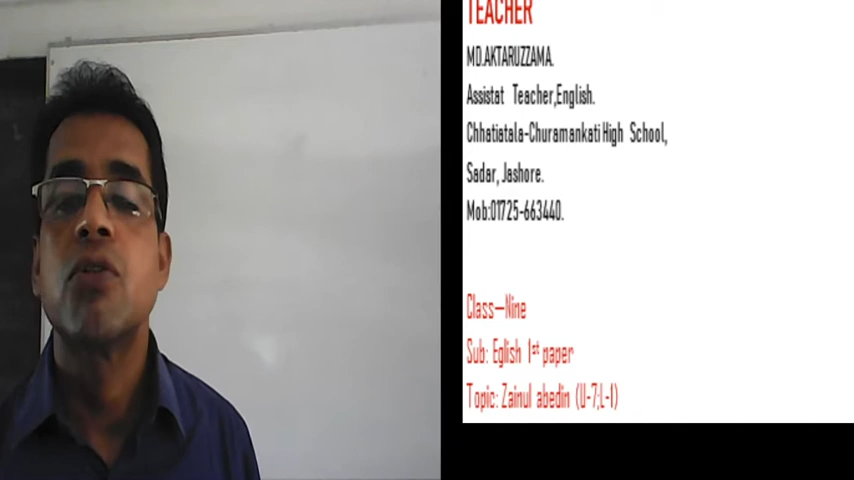 TEACHER
MD.AKTARUZZAMA.
Assistat Teacher,English.
Chhatiatala-Churamankati High School,
Sadar, Jashore.
Mob:01725-663440.
Class—Nine
Sub: Eglish 1st paper
Topic: Zainul abedin (U-7;L-1)